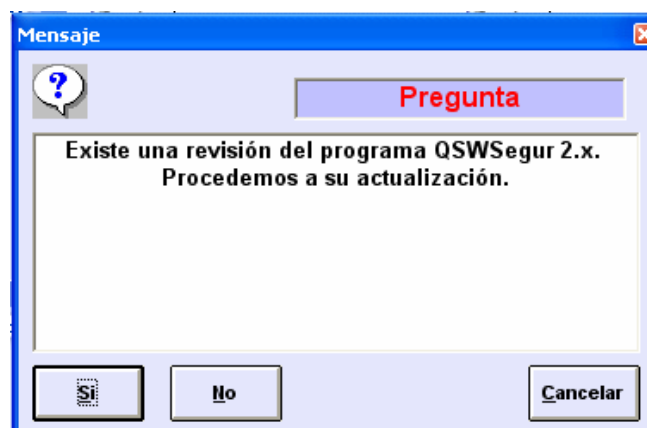 Mensaje
?
Pregunta
Existe una revisión del programa QSWSegur 2.x.
Procedemos a su actualización.
Si No Cancelar